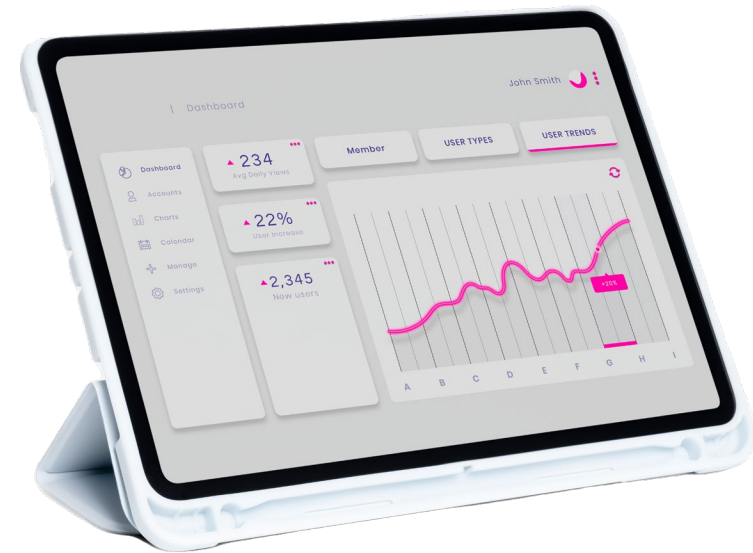 John Smith
| Dashboard
Dashboard
Accounts
Charts
Calendar
Manage
Settings
234
Avg Daily Views
22%
User Increase
2,345
New users
Member
USER TYPES
USER TRENDS
+20%
A B C D E F G H I